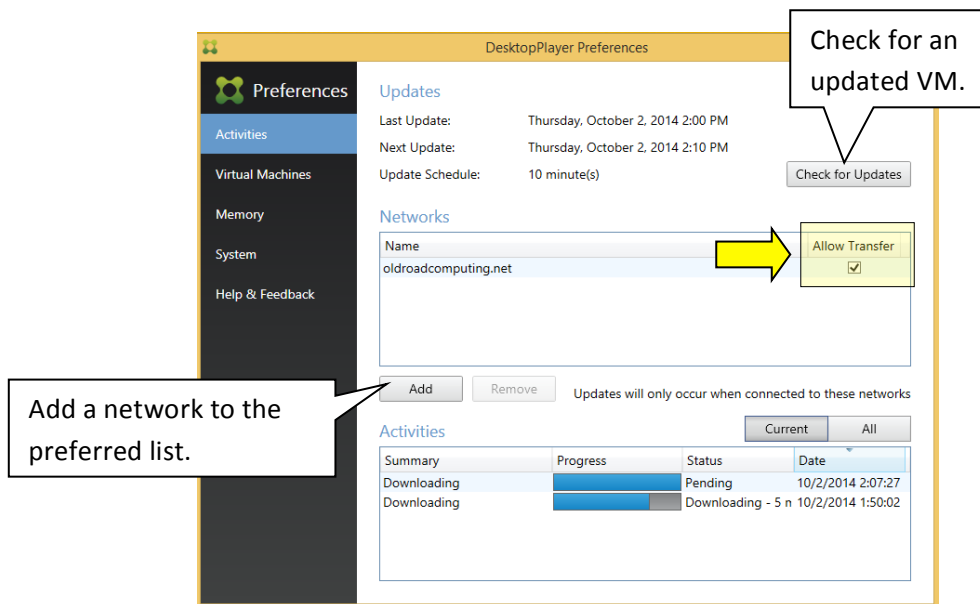 DesktopPlayer Preferences
Check for an
updated VM.
Preferences
Activities
Virtual Machines
Memory
System
Help & Feedback
Updates
Last Update: Thursday, October 2, 2014 2:00 PM
Next Update: Thursday, October 2, 2014 2:10 PM
Update Schedule: 10 minute(s) Check for Updates
Networks
Name Allow Transfer
oldroadcomputing.net
Add Remove Updates will only occur when connected to these networks
Add a network to the
preferred list.
Activities Current All
Summary Progress Status Date
Downloading Pending 10/2/2014 2:07:27
Downloading Downloading - 5 n 10/2/2014 1:50:02